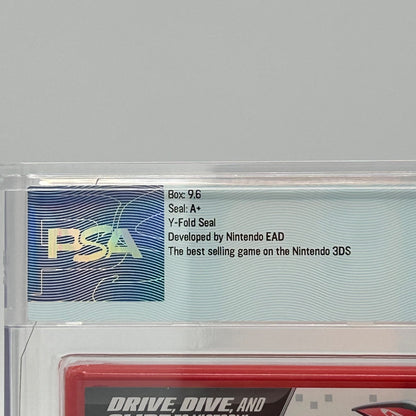 Box: 9.6
Seal: A+
Y-Fold Seal
Developed by Nintendo EAD
The best selling game on the Nintendo 3DS
PSA
DRIVE, DIVE, AND